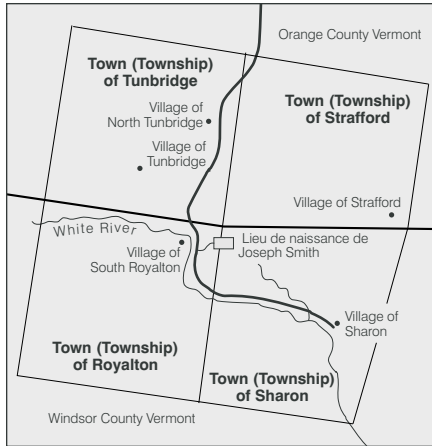 Orange County Vermont
Town (Township)
of Tunbridge
Town (Township)
of Strafford
Village of
North Tunbridge
Village of
Tunbridge
Village of Strafford
White River
Village of
South Royalton
Lieu de naissance de
Joseph Smith
Village of
Sharon
Town (Township)
of Royalton
Town (Township)
of Sharon
Windsor County Vermont